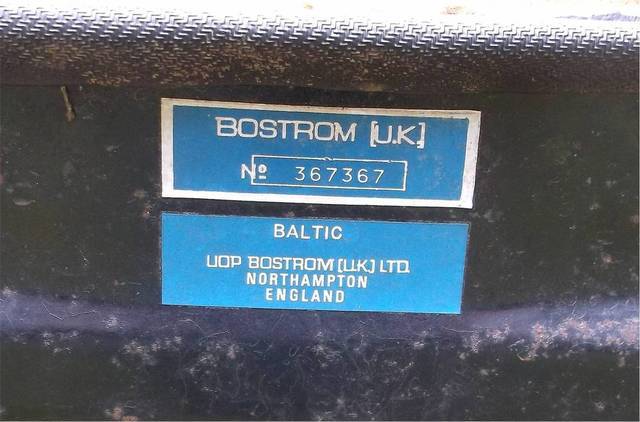 BOSTROM [U.K.]
Nº 367367
BALTIC
UOP BOSTROM [U.K.] LTD.
NORTHAMPTON
ENGLAND